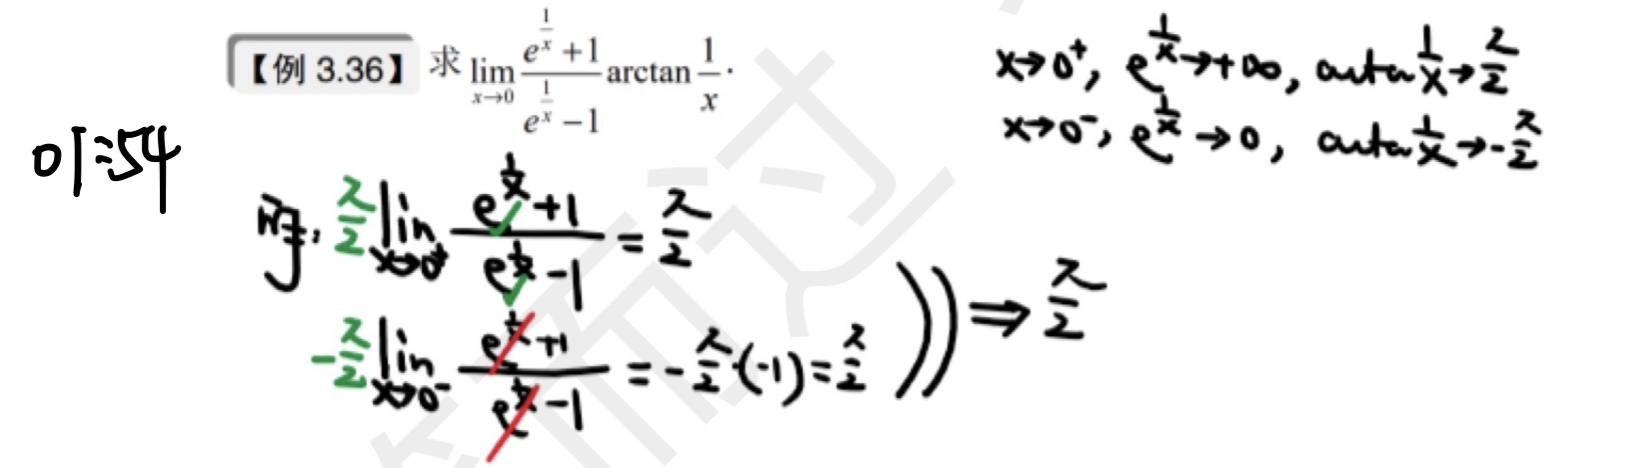 【例 3.36】 求 lim_{x→0} (e^{1/x}+1)/(e^{1/x}−1) arctan 1/x.
x→0⁺, e^{1/x}→+∞, arctan 1/x→π/2
x→0⁻, e^{1/x}→0, arctan 1/x→-π/2
01:54
π/2 lim_{x→0⁺} (e^{1/x}+1)/(e^{1/x}-1) = π/2
-π/2 lim_{x→0⁻} (e^{1/x}+1)/(e^{1/x}-1) = -π/2·(-1) = π/2
⇒ π/2